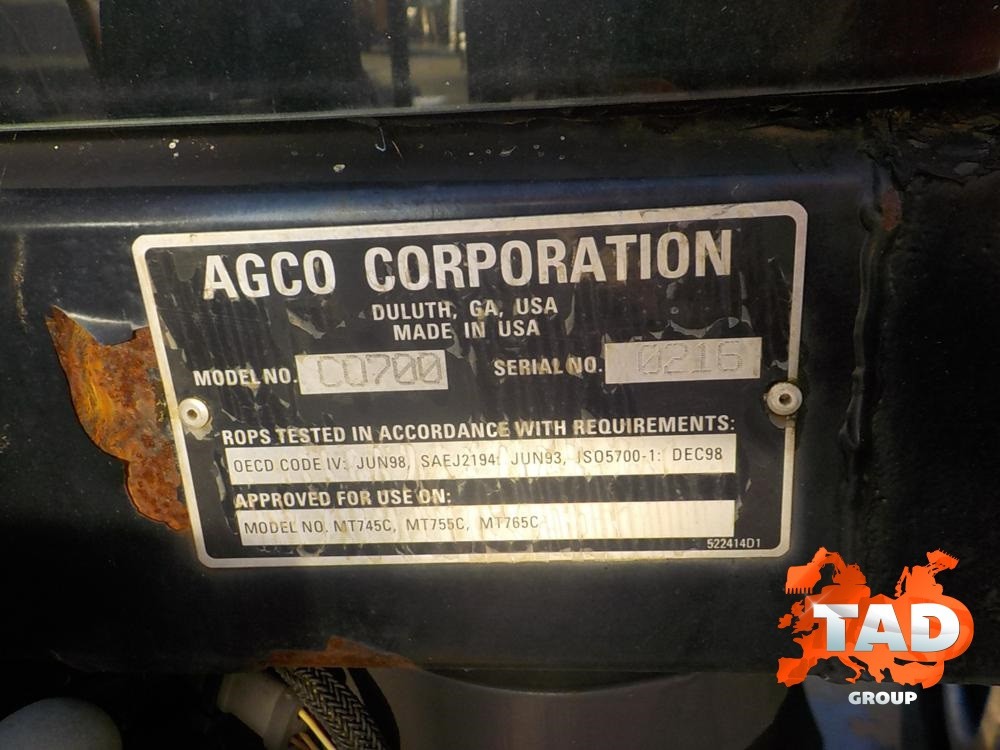 AGCO CORPORATION
DULUTH, GA, USA
MADE IN USA
MODEL NO. CO700 SERIAL NO. 0216
ROPS TESTED IN ACCORDANCE WITH REQUIREMENTS:
OECD CODE IV: JUN98, SAEJ2194: JUN93, ISO5700-1: DEC98
APPROVED FOR USE ON:
MODEL NO. MT745C, MT755C, MT765C
522414D1
TAD
GROUP